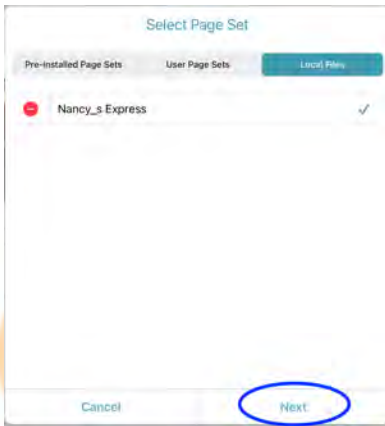 Select Page Set
Pre-Installed Page Sets User Page Sets Local Files
Nancy_s Express
Cancel Next